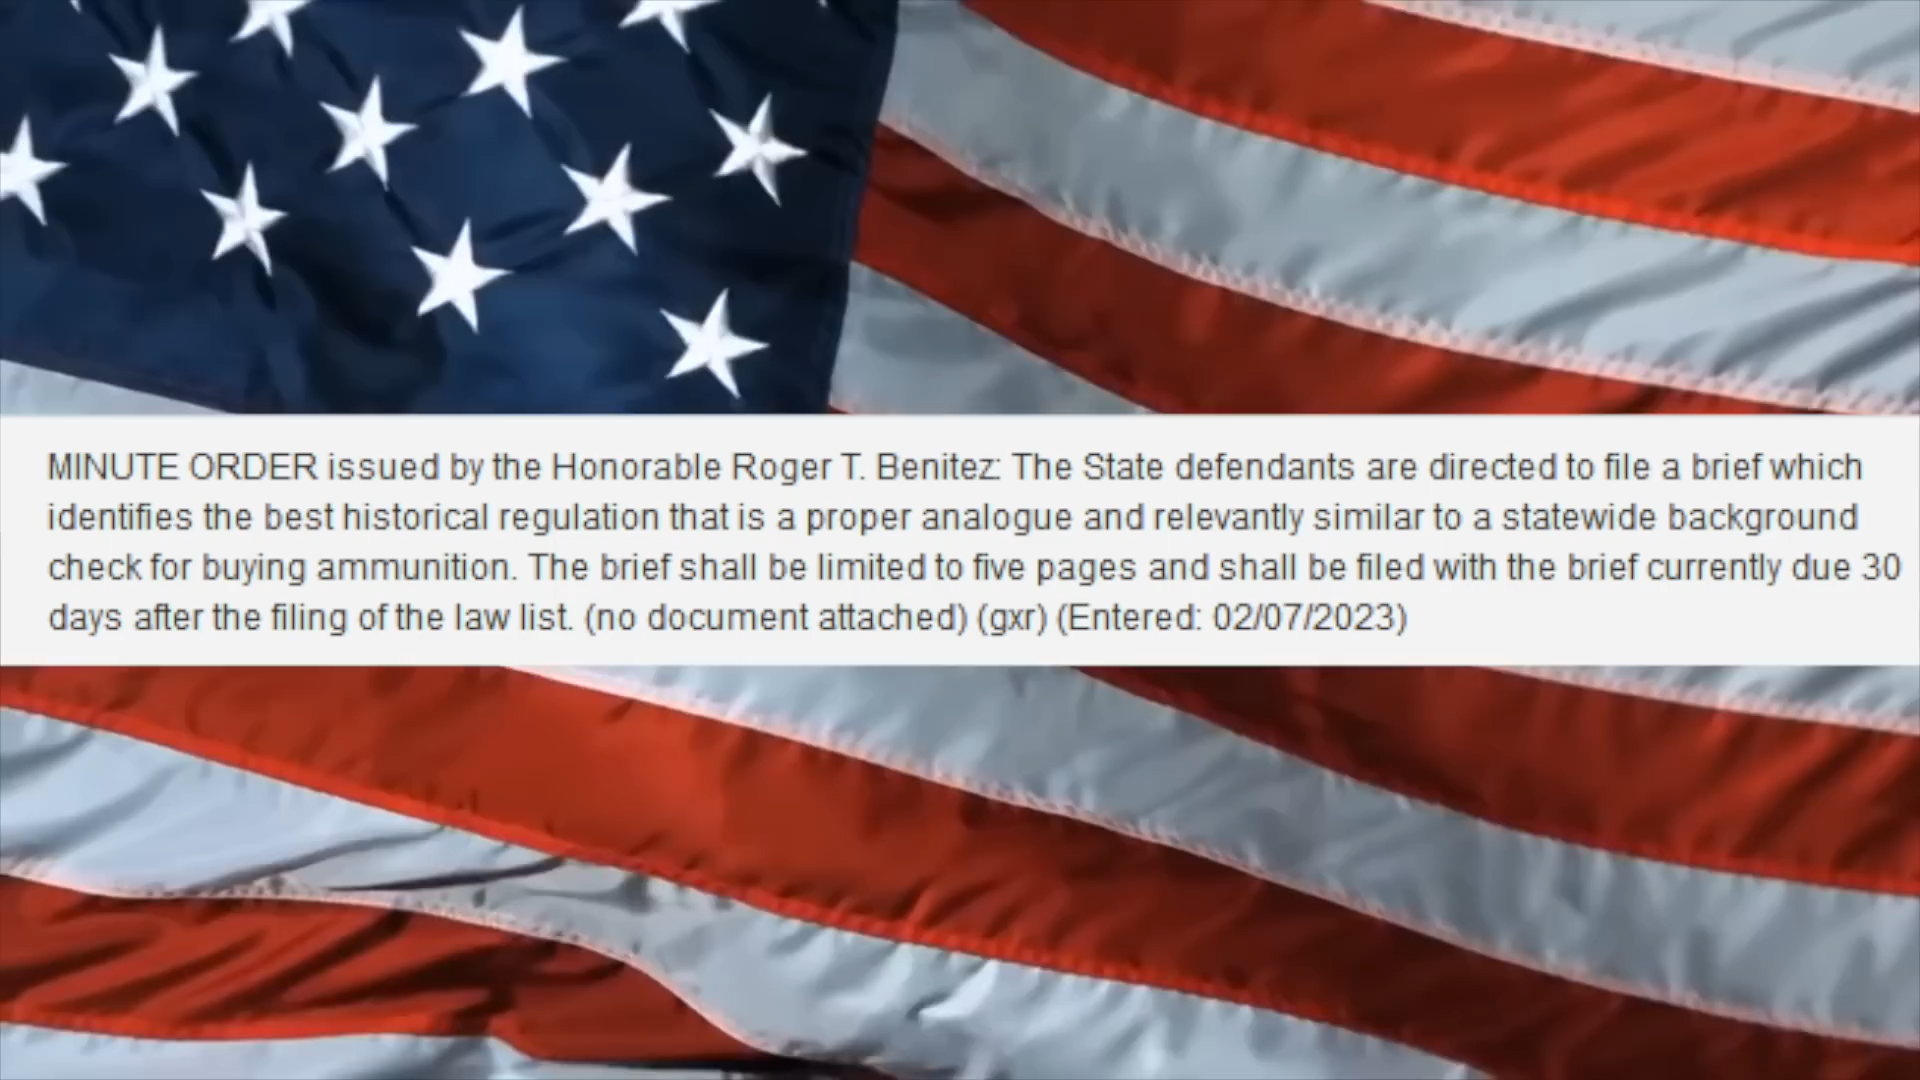 MINUTE ORDER issued by the Honorable Roger T. Benitez: The State defendants are directed to file a brief which
identifies the best historical regulation that is a proper analogue and relevantly similar to a statewide background
check for buying ammunition. The brief shall be limited to five pages and shall be filed with the brief currently due 30
days after the filing of the law list. (no document attached) (gxr) (Entered: 02/07/2023)